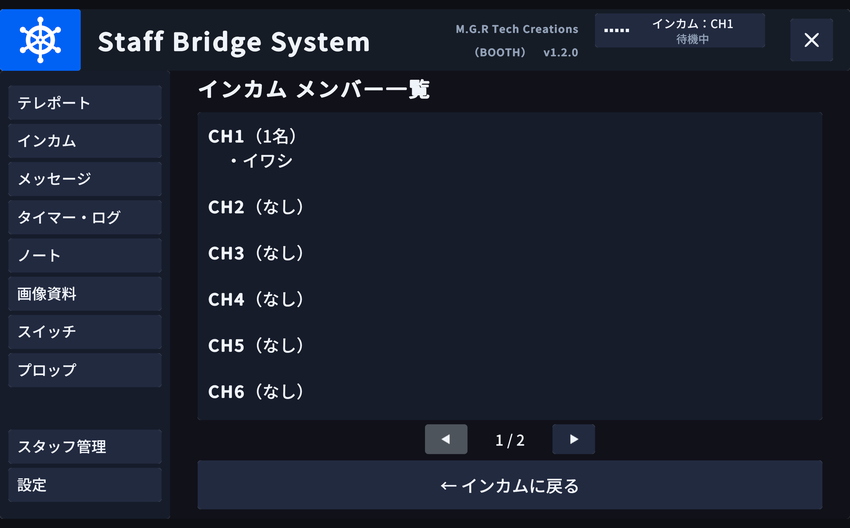 Staff Bridge System
M.G.R Tech Creations
（BOOTH） v1.2.0
インカム：CH1
待機中
テレポート
インカム
メッセージ
タイマー・ログ
ノート
画像資料
スイッチ
プロップ
スタッフ管理
設定
インカム メンバー一覧
CH1（1名）
・イワシ
CH2（なし）
CH3（なし）
CH4（なし）
CH5（なし）
CH6（なし）
◀ 1 / 2 ▶
← インカムに戻る